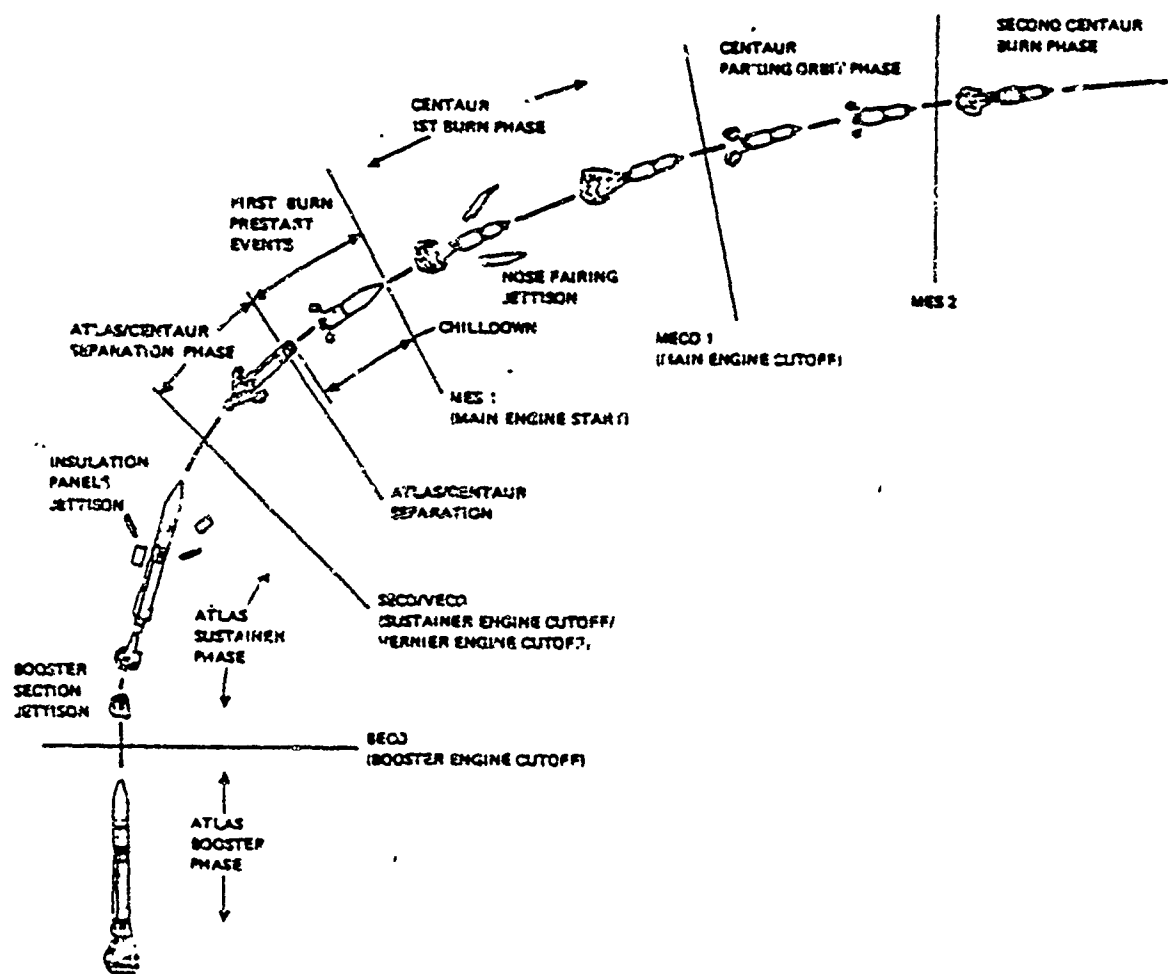 SECOND CENTAUR
BURN PHASE
CENTAUR
PARKING ORBIT PHASE
CENTAUR
1ST BURN PHASE
FIRST BURN
PRESTART
EVENTS
NOSE FAIRING
JETTISON
MES 2
ATLAS/CENTAUR
SEPARATION PHASE
CHILLDOWN
MECO 1
(MAIN ENGINE CUTOFF)
MES 1
(MAIN ENGINE START)
INSULATION
PANELS
JETTISON
ATLAS/CENTAUR
SEPARATION
SECO/VECO
(SUSTAINER ENGINE CUTOFF/
VERNIER ENGINE CUTOFF)
ATLAS
SUSTAINER
PHASE
BOOSTER
SECTION
JETTISON
BECO
(BOOSTER ENGINE CUTOFF)
ATLAS
BOOSTER
PHASE